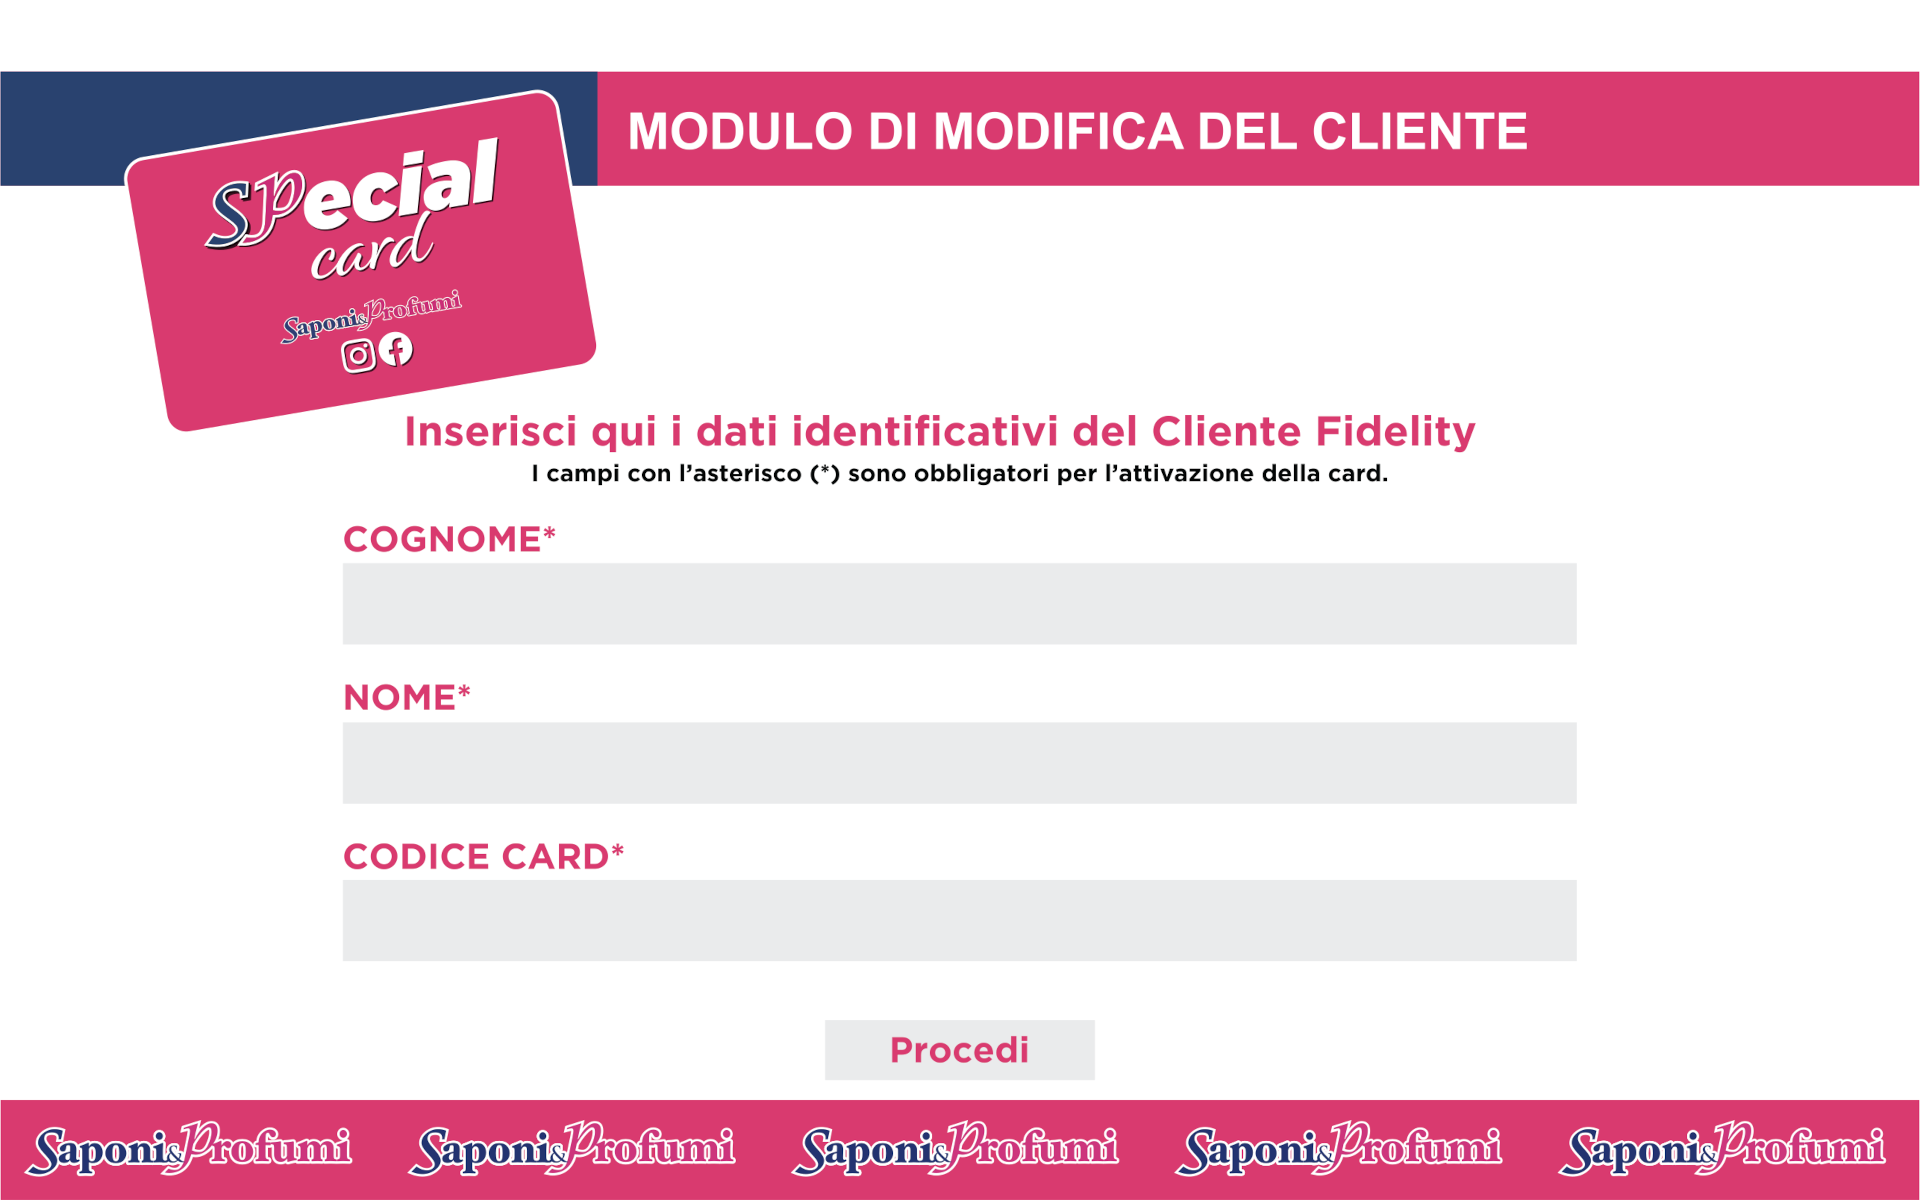 MODULO DI MODIFICA DEL CLIENTE
Special
card
Saponi&Profumi
Inserisci qui i dati identificativi del Cliente Fidelity
I campi con l’asterisco (*) sono obbligatori per l’attivazione della card.
COGNOME*
NOME*
CODICE CARD*
Procedi
Saponi&Profumi Saponi&Profumi Saponi&Profumi Saponi&Profumi Saponi&Profumi